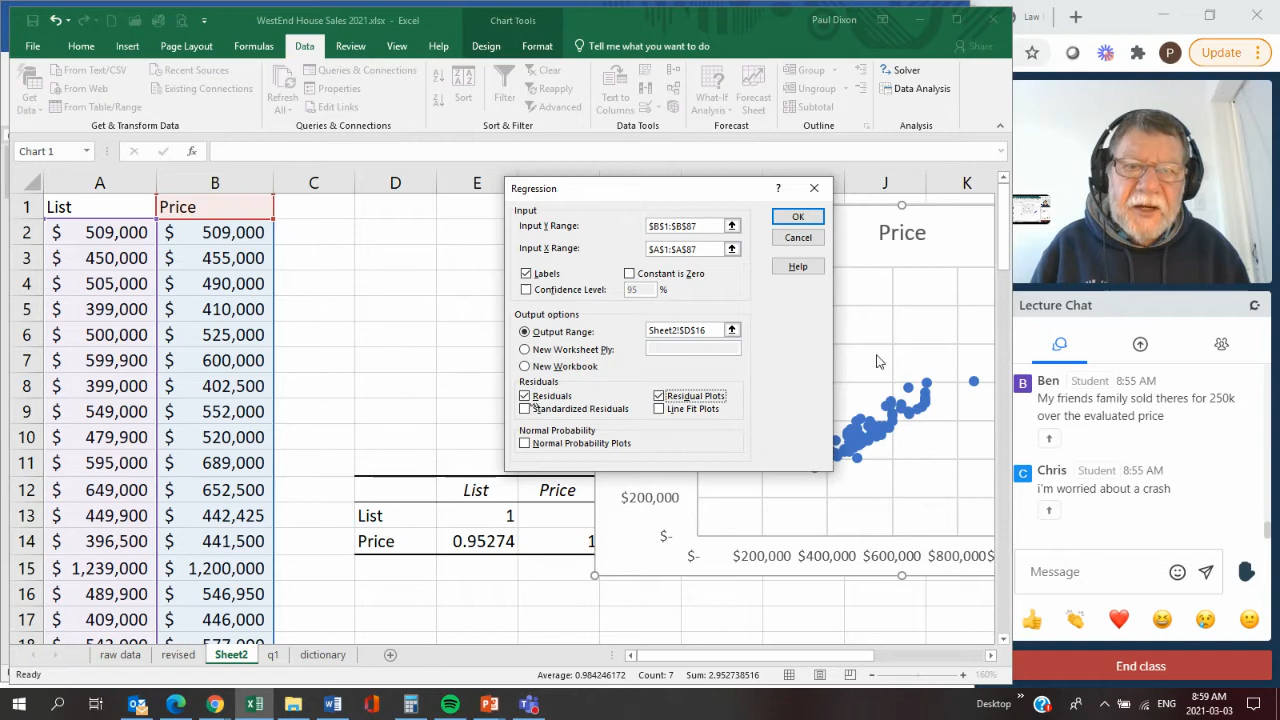 WestEnd House Sales 2021.xlsx - Excel
Chart Tools
Paul Dixon
Law
Update
P
File Home Insert Page Layout Formulas Data Review View Help Design Format Tell me what you want to do Share
Get Data
From Text/CSV
From Web
From Table/Range
Recent Sources
Existing Connections
Get & Transform Data
Refresh All
Queries & Connections
Properties
Edit Links
Queries & Connections
Sort
Filter
Clear
Reapply
Advanced
Sort & Filter
Text to Columns
Data Tools
What-If Analysis
Forecast Sheet
Forecast
Group
Ungroup
Subtotal
Outline
Solver
Data Analysis
Analysis
Chart 1
fx
A B C D E J K
1 List Price
2 $ 509,000 $ 509,000
3 $ 450,000 $ 455,000
4 $ 505,000 $ 490,000
5 $ 399,000 $ 410,000
6 $ 500,000 $ 525,000
7 $ 599,900 $ 600,000
8 $ 399,000 $ 402,500
9 $ 549,000 $ 552,000
10 $ 479,900 $ 520,000
11 $ 595,000 $ 689,000
12 $ 649,000 $ 652,500 List Price
13 $ 449,900 $ 442,425 List 1
14 $ 396,500 $ 441,500 Price 0.95274 1
15 $ 1,239,000 $ 1,200,000
16 $ 489,900 $ 546,950
17 $ 409,000 $ 446,000
18 $ 542,000 $ 577,000
Regression
? 
Input
Input Y Range: $B$1:$B$87
Input X Range: $A$1:$A$87
Labels Constant is Zero
Confidence Level: 95 %
Output options
Output Range: Sheet2!$D$16
New Worksheet Ply:
New Workbook
Residuals
Residuals Residual Plots
Standardized Residuals Line Fit Plots
Normal Probability
Normal Probability Plots
OK
Cancel
Help
Price
$200,000
$-
$- $200,000 $400,000 $600,000 $800,000 $
raw data revised Sheet2 q1 dictionary
Ready
Average: 0.984246172 Count: 7 Sum: 2.952738516
160%
Lecture Chat
B
Ben Student 8:55 AM
My friends family sold theres for 250k
over the evaluated price
C
Chris Student 8:55 AM
i'm worried about a crash
Message
End class
Desktop
ENG
8:59 AM
2021-03-03